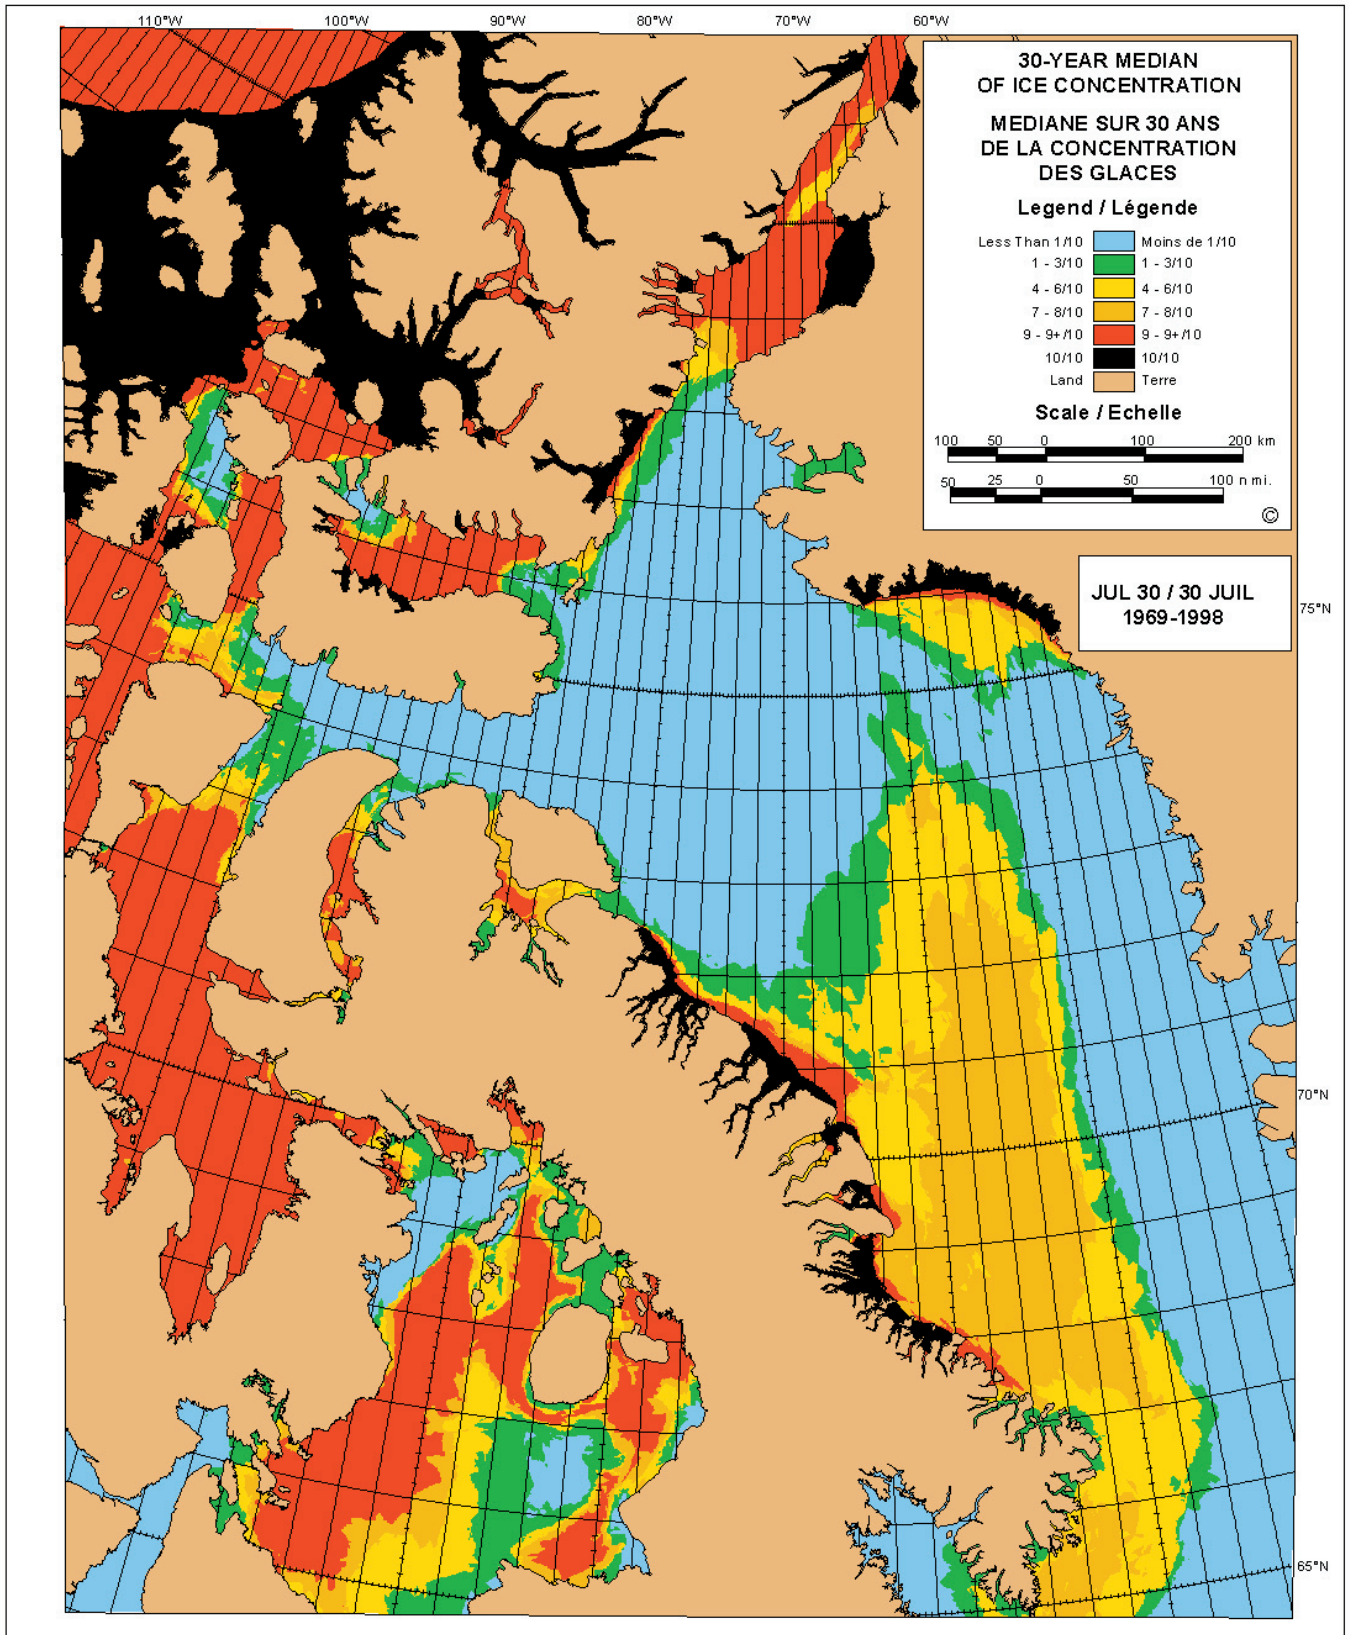 110°W 100°W 90°W 80°W 70°W 60°W
30-YEAR MEDIAN
OF ICE CONCENTRATION
MEDIANE SUR 30 ANS
DE LA CONCENTRATION
DES GLACES
Legend / Légende
Less Than 1/10 Moins de 1/10
1 - 3/10 1 - 3/10
4 - 6/10 4 - 6/10
7 - 8/10 7 - 8/10
9 - 9+/10 9 - 9+/10
10/10 10/10
Land Terre
Scale / Echelle
100 50 0 100 200 km
50 25 0 50 100 n mi.
©
JUL 30 / 30 JUIL
1969-1998
75°N
70°N
65°N